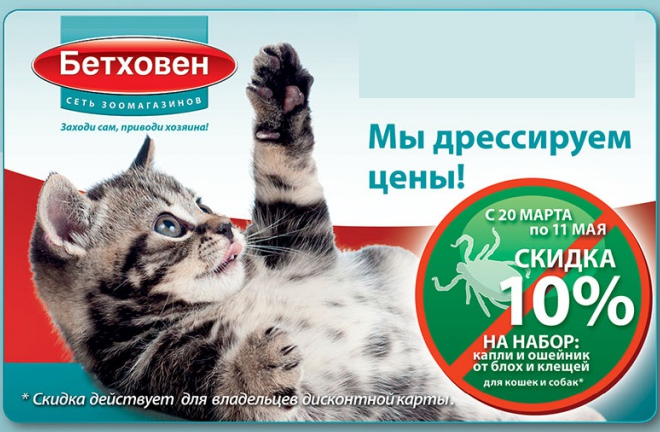 Бетховен
СЕТЬ ЗООМАГАЗИНОВ
Заходи сам, приводи хозяина!
Мы дрессируем
цены!
С 20 МАРТА
по 11 МАЯ
СКИДКА
10%
НА НАБОР:
капли и ошейник
от блох и клещей
для кошек и собак*
* Скидка действует для владельцев дисконтной карты.